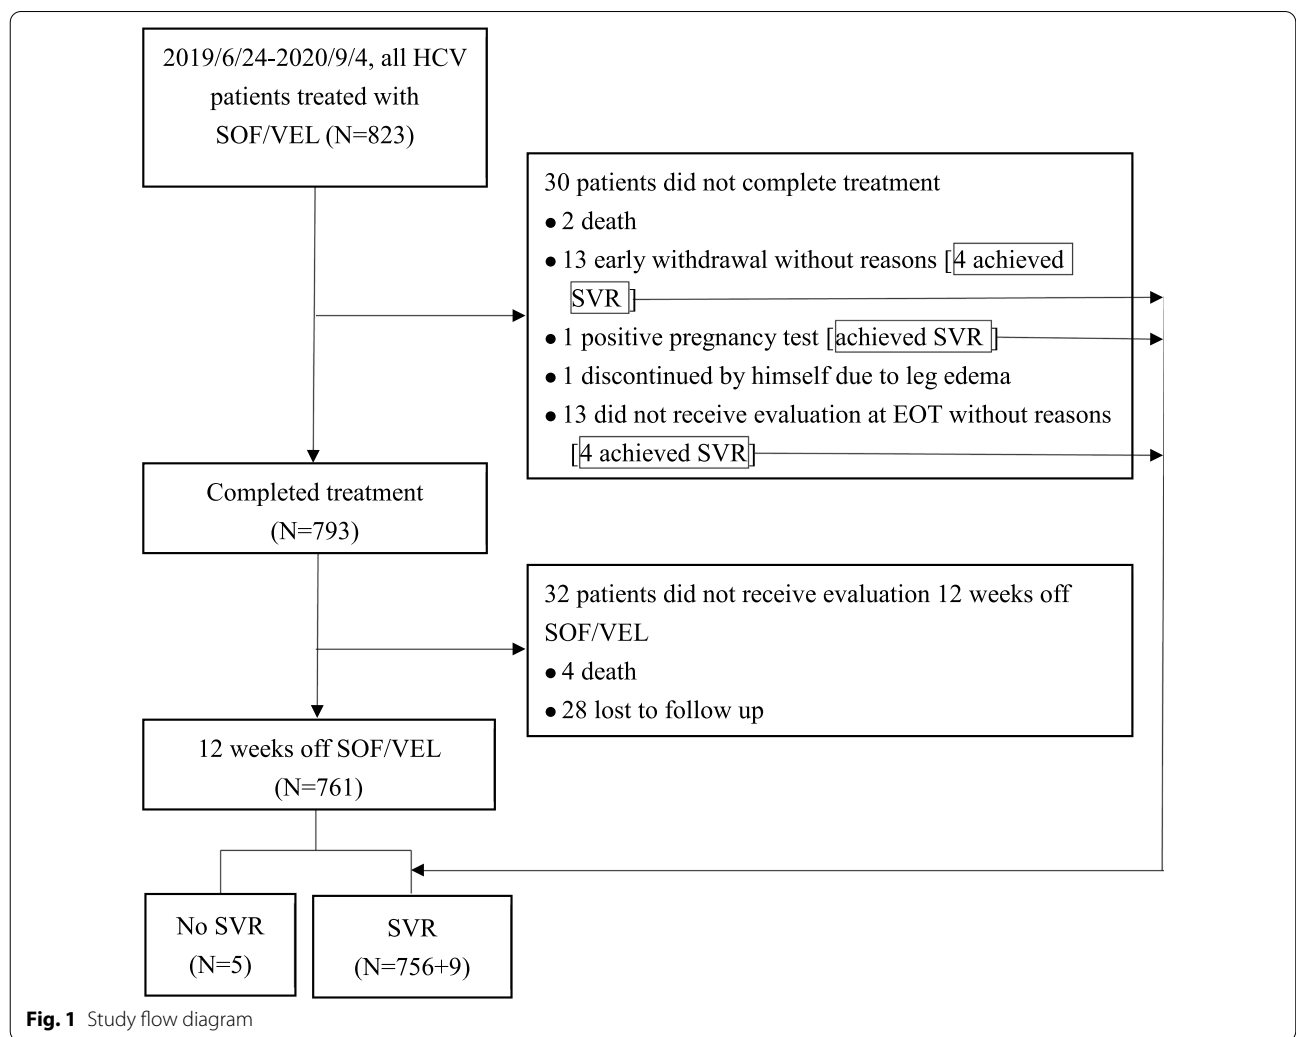 2019/6/24-2020/9/4, all HCV
patients treated with
SOF/VEL (N=823)
30 patients did not complete treatment
● 2 death
● 13 early withdrawal without reasons [4 achieved
SVR ]
● 1 positive pregnancy test [achieved SVR ]
● 1 discontinued by himself due to leg edema
● 13 did not receive evaluation at EOT without reasons
[4 achieved SVR]
Completed treatment
(N=793)
32 patients did not receive evaluation 12 weeks off
SOF/VEL
● 4 death
● 28 lost to follow up
12 weeks off SOF/VEL
(N=761)
No SVR
(N=5)
SVR
(N=756+9)
Fig. 1 Study flow diagram